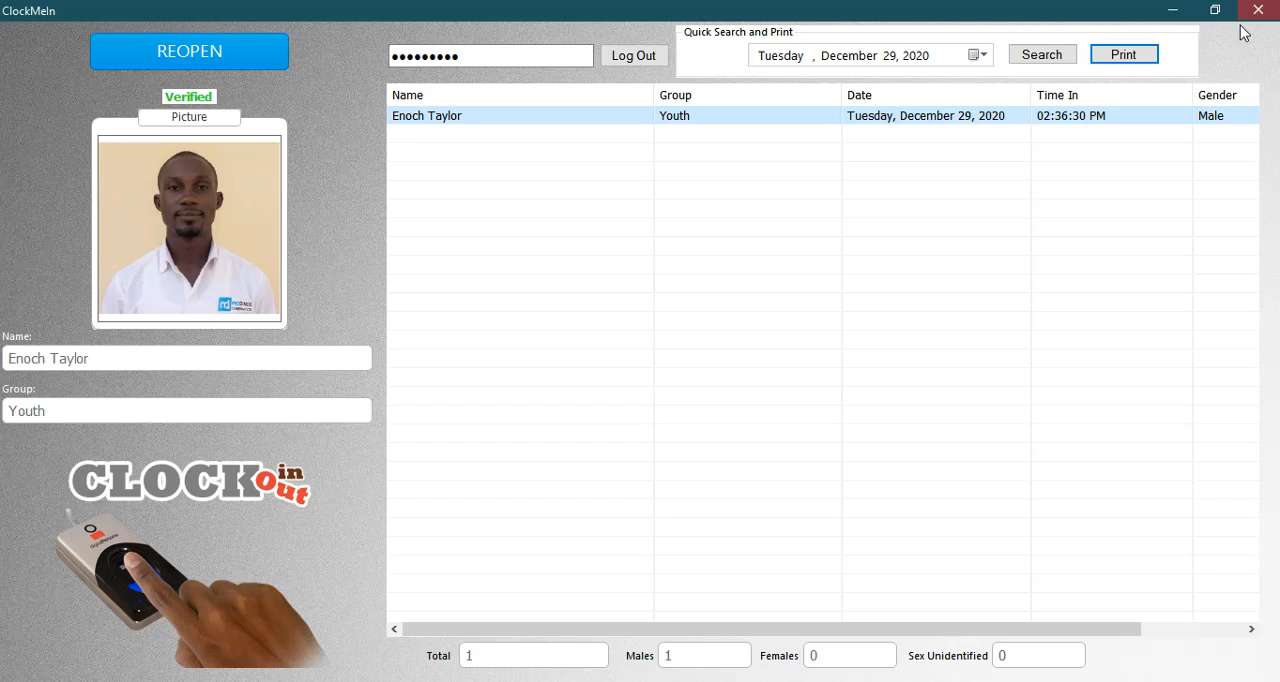 ClockMeIn
REOPEN
Verified
Picture
Name:
Enoch Taylor
Group:
Youth
CLOCK in out
●●●●●●●●●
Log Out
Quick Search and Print
Tuesday , December 29, 2020
Search
Print
Name Group Date Time In Gender
Enoch Taylor Youth Tuesday, December 29, 2020 02:36:30 PM Male
Total 1 Males 1 Females 0 Sex Unidentified 0